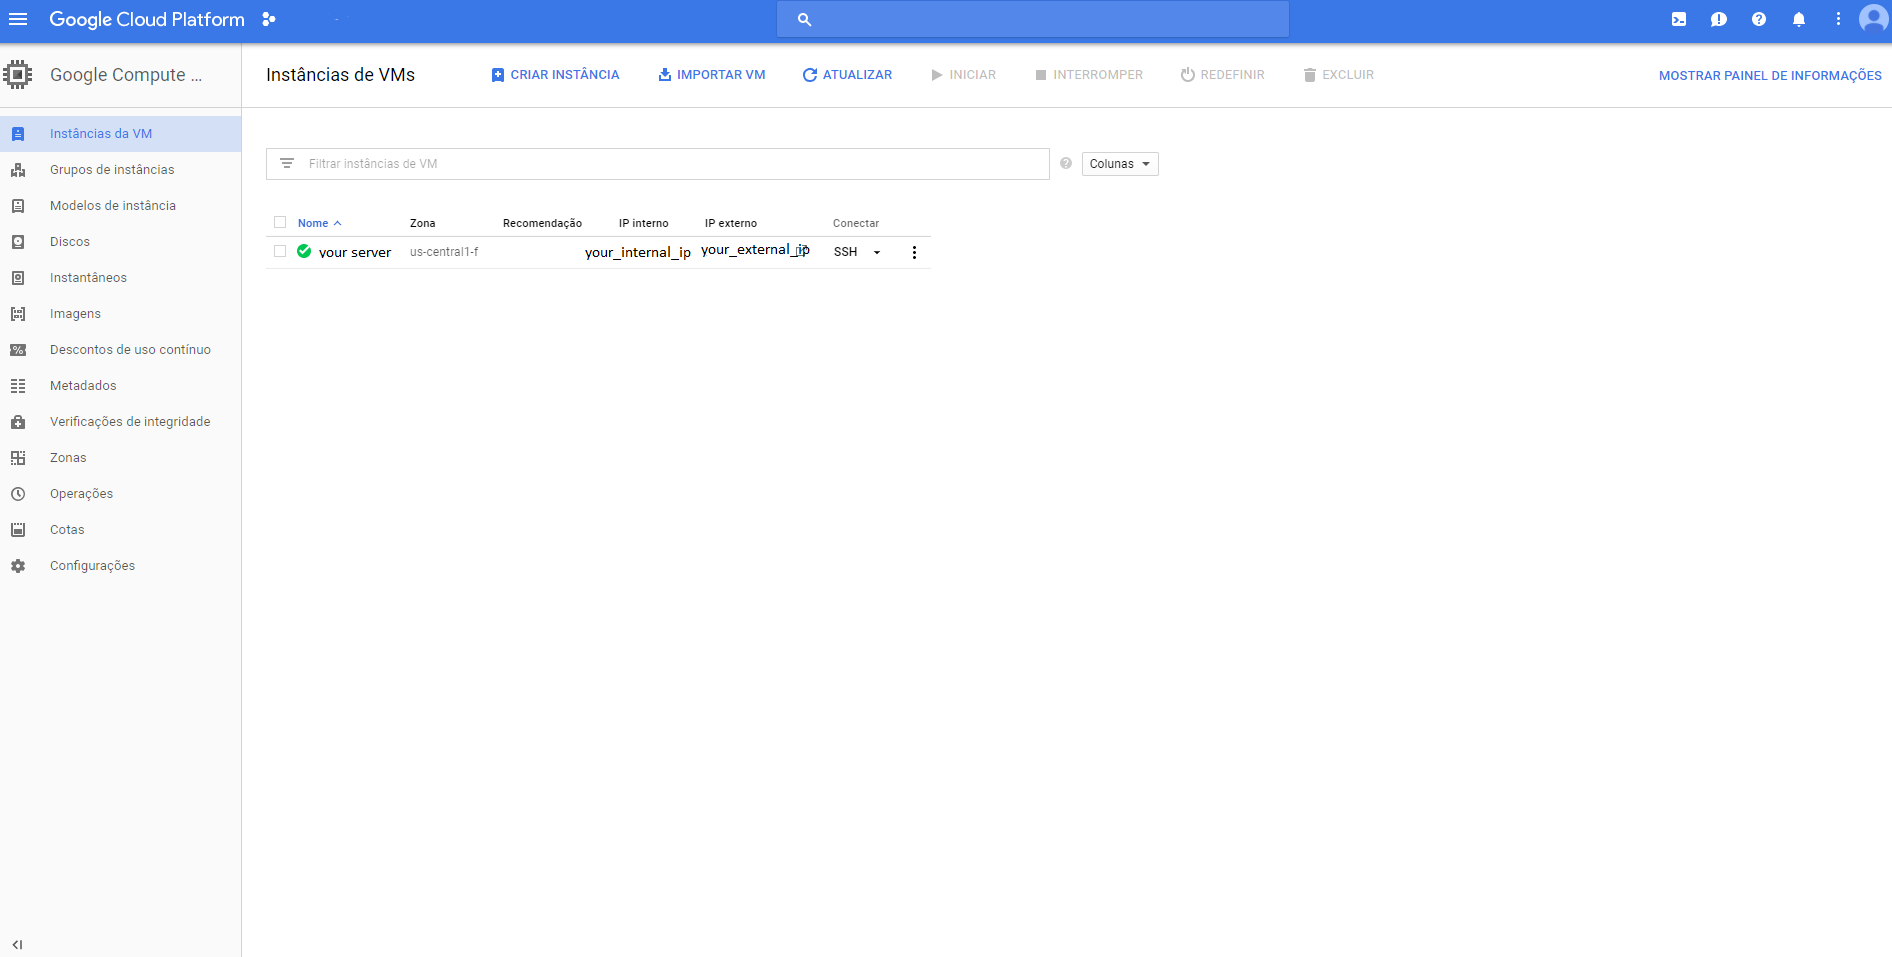 Google Cloud Platform
Google Compute ...
Instâncias de VMs
CRIAR INSTÂNCIA
IMPORTAR VM
ATUALIZAR
INICIAR
INTERROMPER
REDEFINIR
EXCLUIR
MOSTRAR PAINEL DE INFORMAÇÕES
Instâncias da VM
Grupos de instâncias
Modelos de instância
Discos
Instantâneos
Imagens
Descontos de uso contínuo
Metadados
Verificações de integridade
Zonas
Operações
Cotas
Configurações
Filtrar instâncias de VM
Colunas
Nome Zona Recomendação IP interno IP externo Conectar
your server us-central1-f your_internal_ip your_external_ip SSH